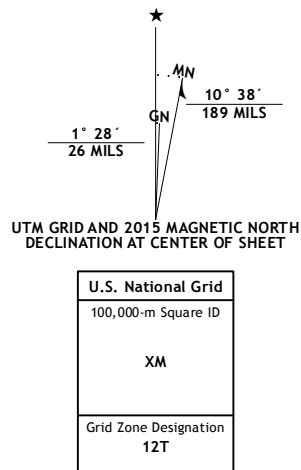 ★
MN
GN
10° 38´
189 MILS
1° 28´
26 MILS
UTM GRID AND 2015 MAGNETIC NORTH
DECLINATION AT CENTER OF SHEET
U.S. National Grid
100,000-m Square ID
XM
Grid Zone Designation
12T